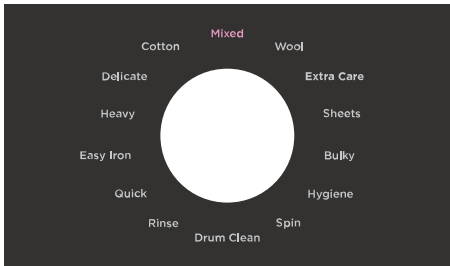 Mixed
Cotton
Wool
Delicate
Extra Care
Heavy
Sheets
Easy Iron
Bulky
Quick
Hygiene
Rinse
Spin
Drum Clean